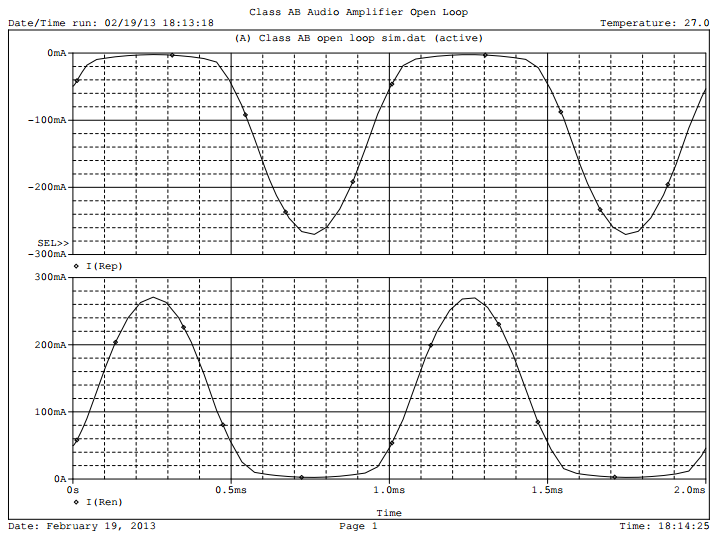 Class AB Audio Amplifier Open Loop
Date/Time run: 02/19/13 18:13:18 Temperature: 27.0
(A) Class AB open loop sim.dat (active)
0mA
-100mA
-200mA
SEL>>
-300mA
I(Rep)
300mA
200mA
100mA
0A
0s 0.5ms 1.0ms 1.5ms 2.0ms
I(Ren)
Time
Date: February 19, 2013 Page 1 Time: 18:14:25